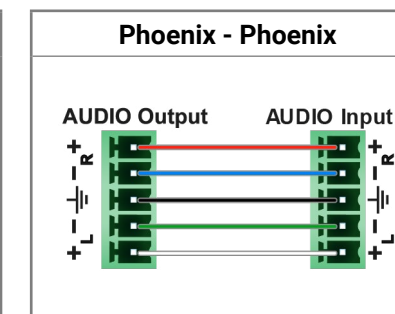 Phoenix - Phoenix
AUDIO Output
AUDIO Input
+ R -
- L +
+ R -
- L +